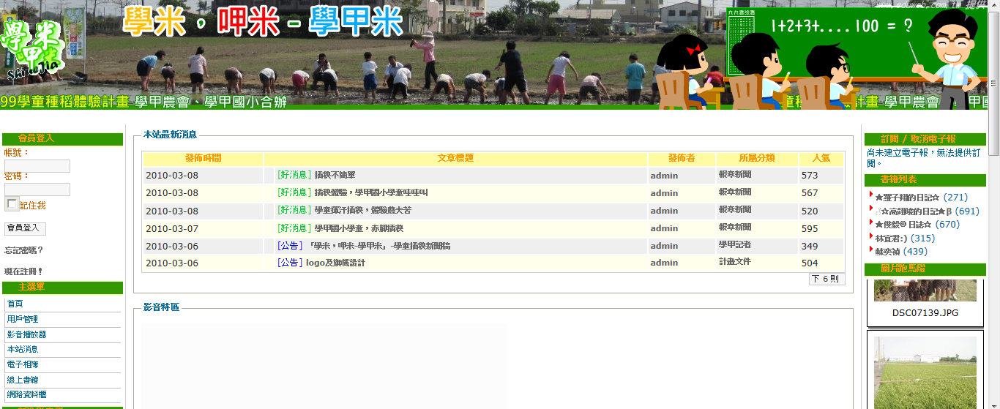 www.eduweb.com.tw 提供
學米，呷米-學甲米
九九乘法表
1+2+3+....100 = ?
學米
甲
shiueJia
99學童種稻體驗計畫 學甲農會、學甲國小合辦
計畫 學甲農會
會員登入
帳號：
密碼：
記住我
會員登入
忘記密碼?
現在註冊!
主選單
首頁
用戶管理
影音播放器
本站消息
電子相簿
線上書籍
網路資料櫃
本站最新消息
發佈時間 文章標題 發佈者 所屬分類 人氣
2010-03-08 [好消息] 插秧不簡單 admin 報章新聞 573
2010-03-08 [好消息] 插秧體驗，學甲國小學童哇哇叫 admin 報章新聞 567
2010-03-08 [好消息] 學童揮汗插秧，體驗農夫苦 admin 報章新聞 520
2010-03-07 [好消息] 學甲國小學童，赤腳插秧 admin 報章新聞 595
2010-03-06 [公告] 「學米，呷米-學甲米」-學童插秧新聞稿 admin 學甲記者 349
2010-03-06 [公告] logo及旗幟設計 admin 計畫文件 504
下 6 則
影音特區
訂閱 / 取消電子報
尚未建立電子報，無法提供訂
閱。
書籍列表
★羅子翔的日記☆ (271)
☆高翊峻的日記★β (691)
★俊毅@日誌☆ (670)
林宜君:) (315)
蘇奕禎 (439)
圖片跑馬燈
DSC07139.JPG